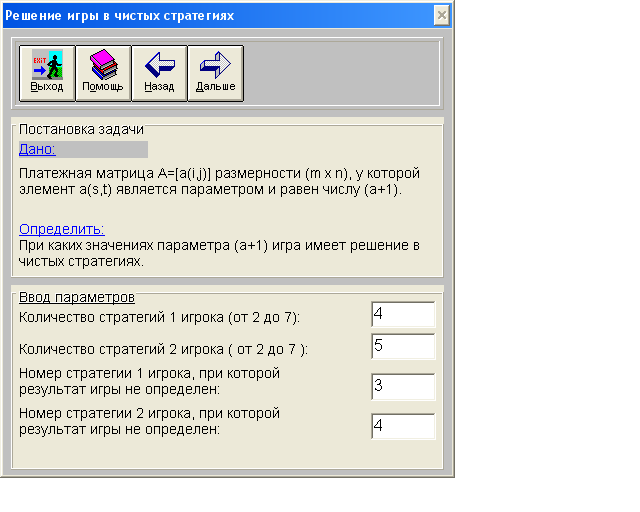 Решение игры в чистых стратегиях
EXIT
Выход Помощь Назад Дальше
Постановка задачи
Дано:
Платежная матрица A=[a(i,j)] размерности (m x n), у которой
элемент a(s,t) является параметром и равен числу (a+1).
Определить:
При каких значениях параметра (a+1) игра имеет решение в
чистых стратегиях.
Ввод параметров
Количество стратегий 1 игрока (от 2 до 7): 4
Количество стратегий 2 игрока ( от 2 до 7 ): 5
Номер стратегии 1 игрока, при которой
результат игры не определен: 3
Номер стратегии 2 игрока, при которой
результат игры не определен: 4